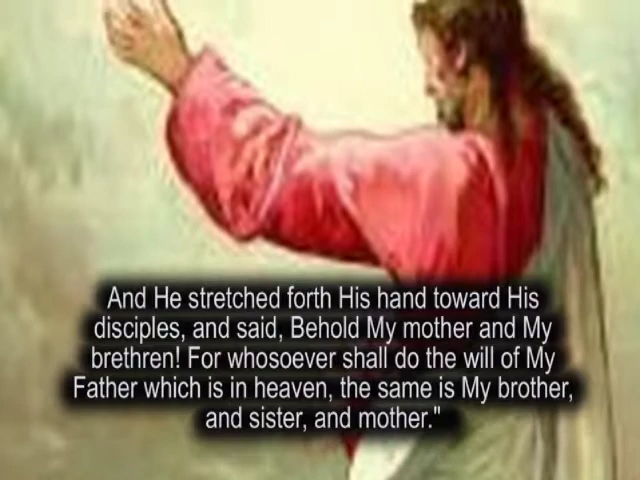 And He stretched forth His hand toward His
disciples, and said, Behold My mother and My
brethren! For whosoever shall do the will of My
Father which is in heaven, the same is My brother,
and sister, and mother."